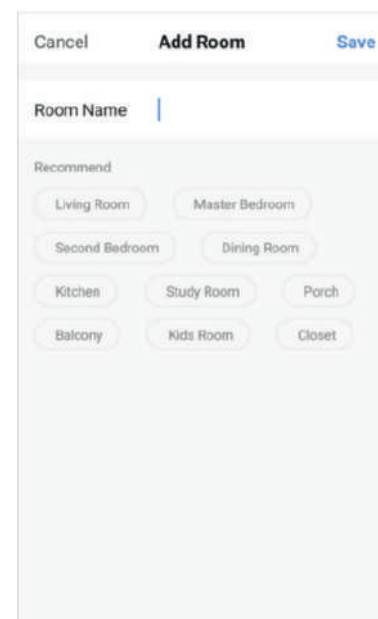 Cancel Add Room Save
Room Name
Recommend
Living Room Master Bedroom
Second Bedroom Dining Room
Kitchen Study Room Porch
Balcony Kids Room Closet